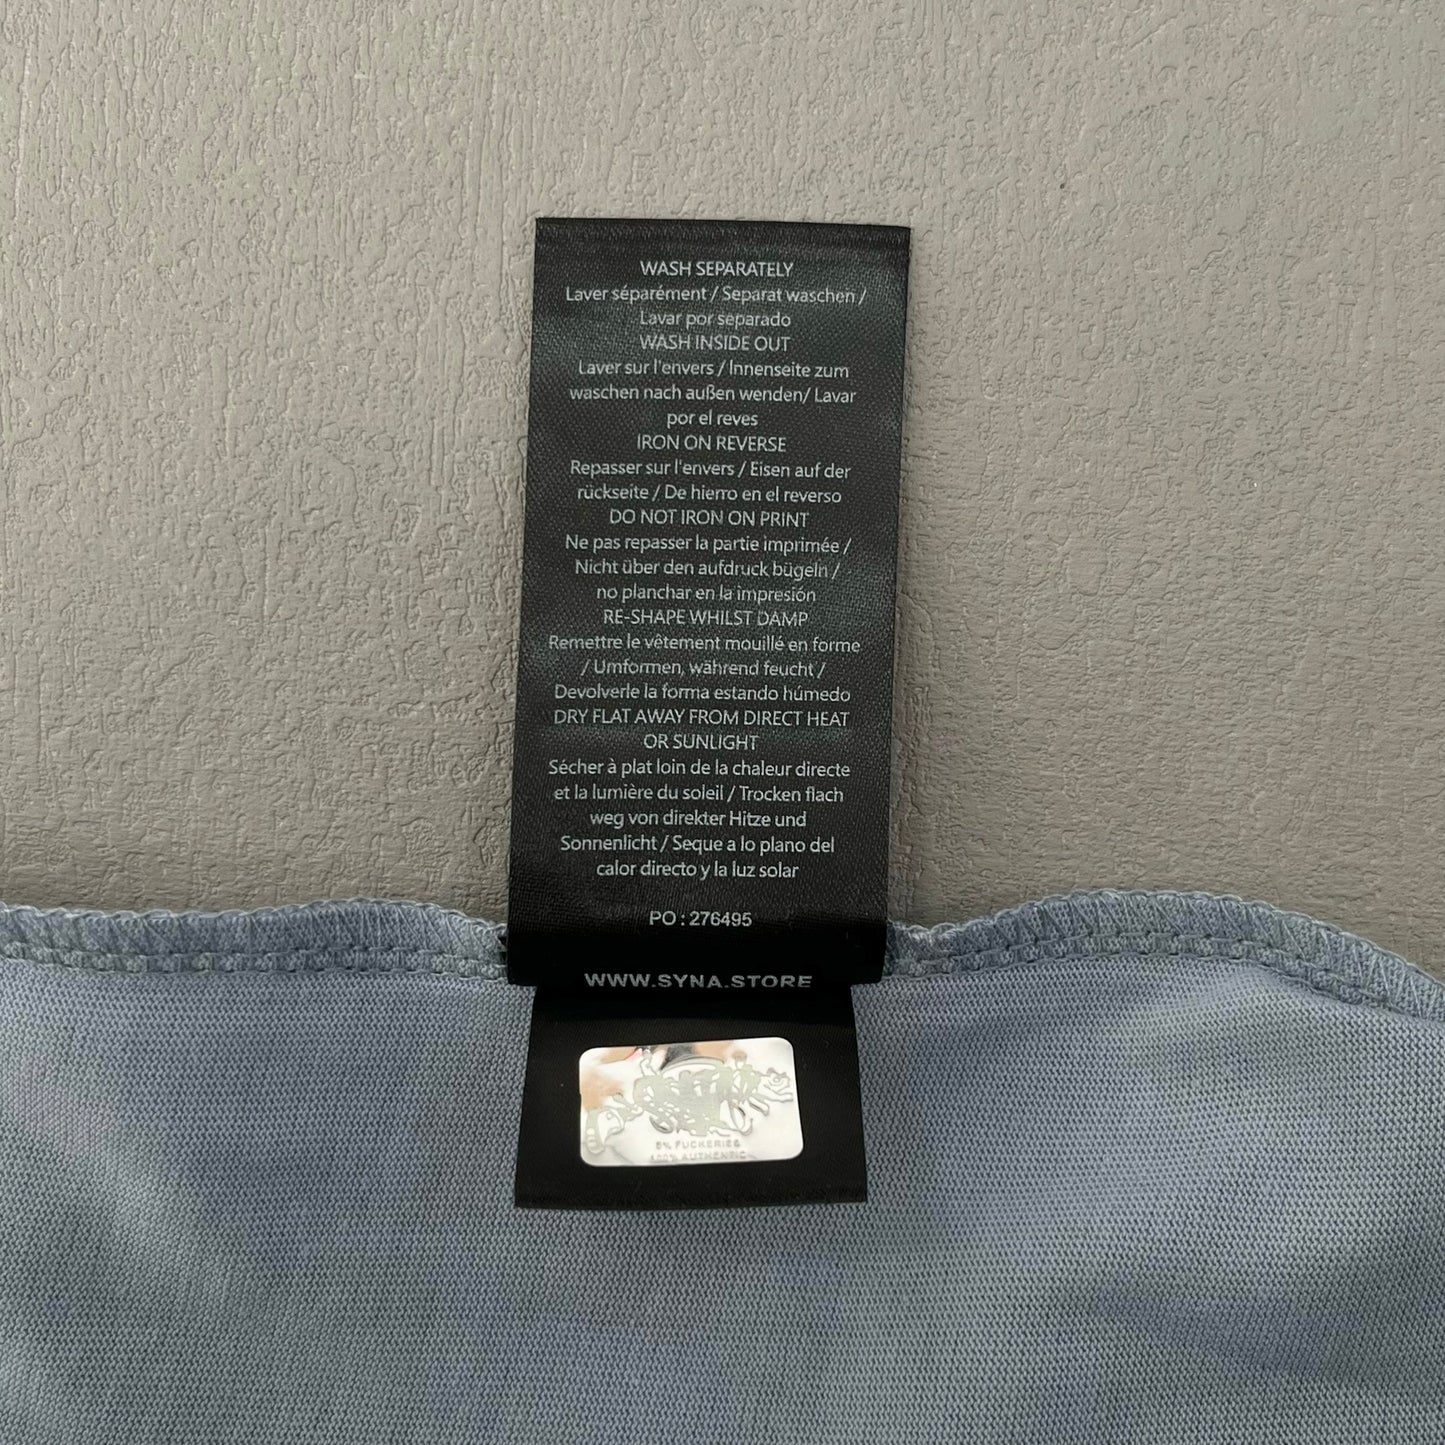 WASH SEPARATELY
Laver séparément / Separat waschen /
Lavar por separado
WASH INSIDE OUT
Laver sur l'envers / Innenseite zum
waschen nach außen wenden/ Lavar
por el reves
IRON ON REVERSE
Repasser sur l'envers / Eisen auf der
rückseite / De hierro en el reverso
DO NOT IRON ON PRINT
Ne pas repasser la partie imprimée /
Nicht über den aufdruck bügeln /
no planchar en la impresión
RE-SHAPE WHILST DAMP
Remettre le vêtement mouillé en forme
/ Umformen, während feucht /
Devolverle la forma estando húmedo
DRY FLAT AWAY FROM DIRECT HEAT
OR SUNLIGHT
Sécher à plat loin de la chaleur directe
et la lumière du soleil / Trocken flach
weg von direkter Hitze und
Sonnenlicht / Seque a lo plano del
calor directo y la luz solar
PO : 276495
WWW.SYNA.STORE
0% FUCKERIES
100% AUTHENTIC